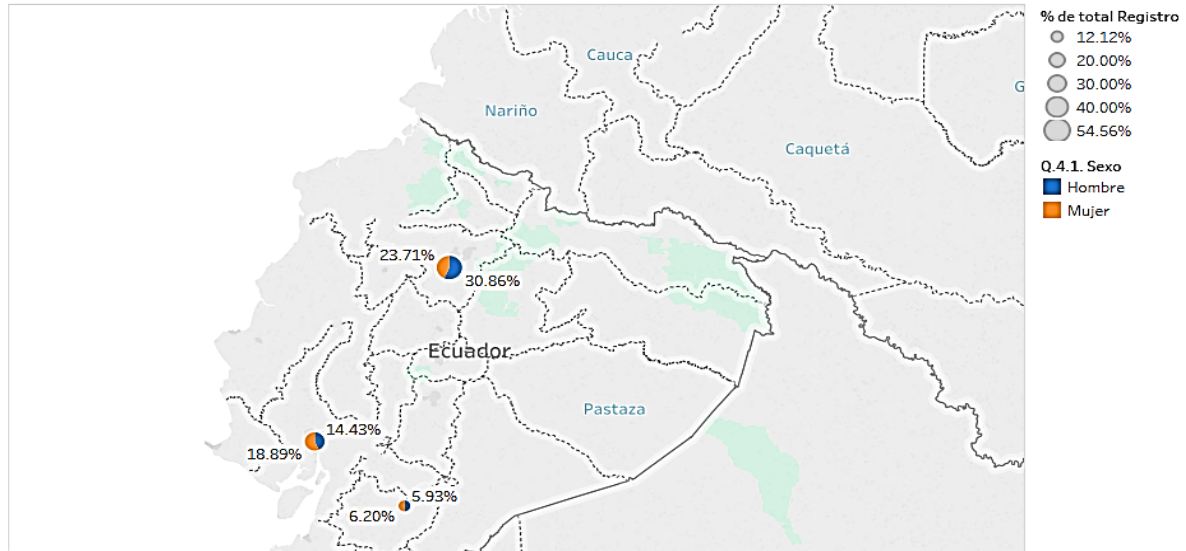 Cauca
Nariño
Caquetá
G
23.71%
30.86%
Ecuador
Pastaza
14.43%
18.89%
5.93%
6.20%
% de total Registro
12.12%
20.00%
30.00%
40.00%
54.56%
Q.4.1. Sexo
Hombre
Mujer